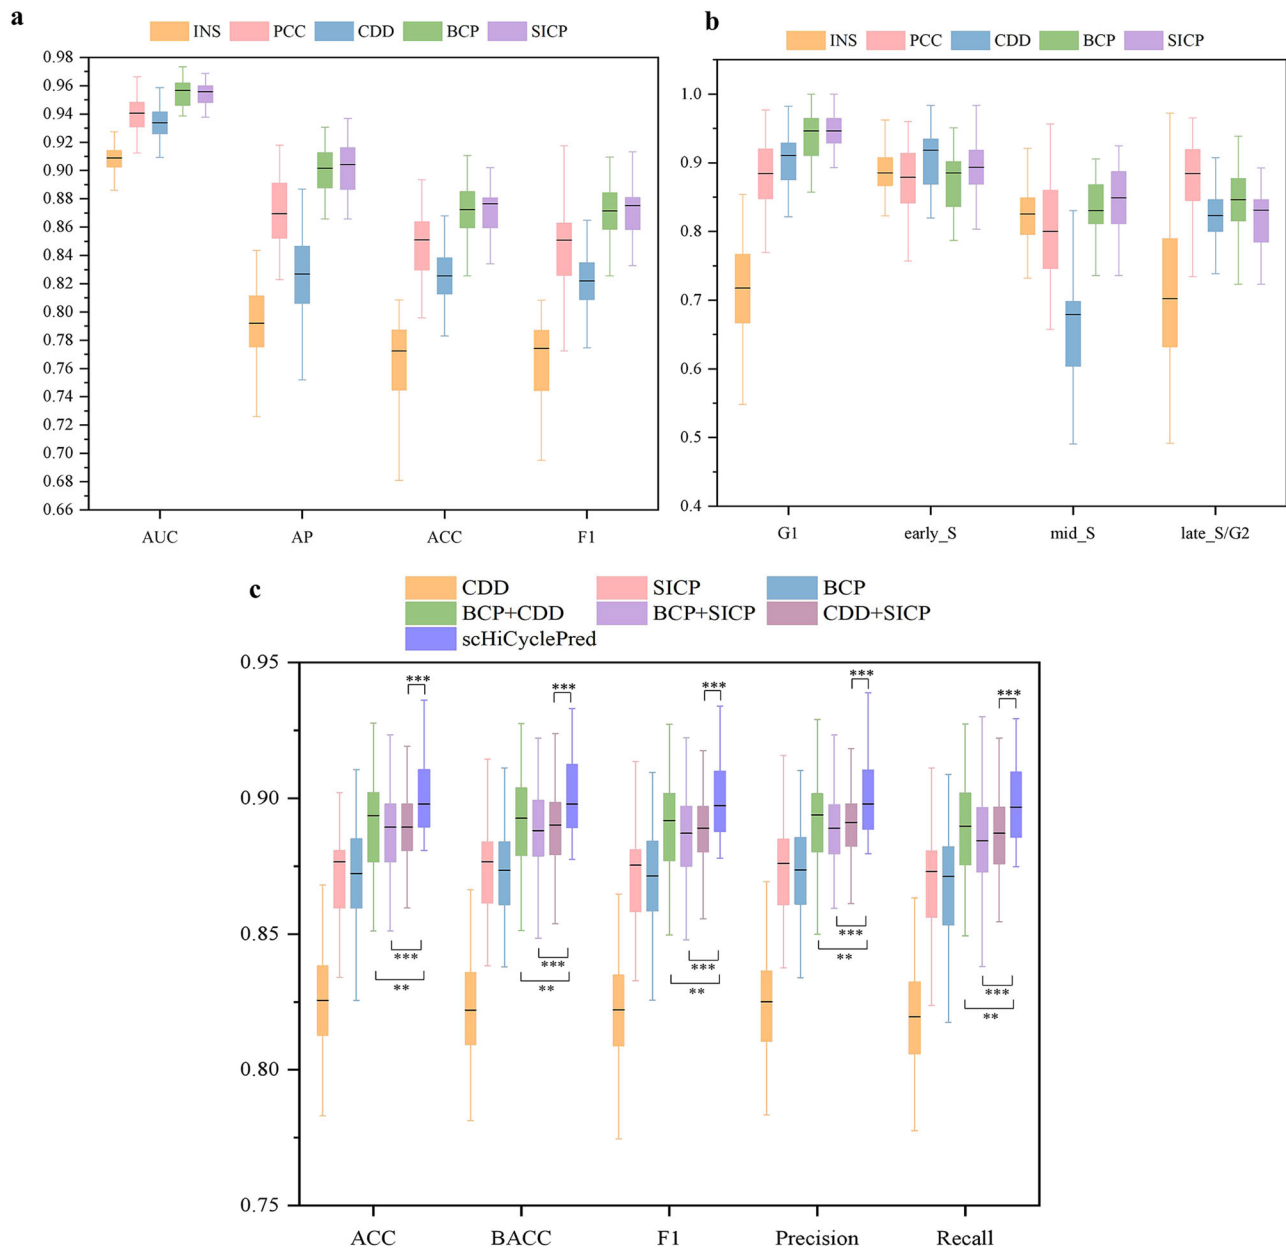 a
INS PCC CDD BCP SICP
0.98
0.96
0.94
0.92
0.90
0.88
0.86
0.84
0.82
0.80
0.78
0.76
0.74
0.72
0.70
0.68
0.66
AUC AP ACC F1
b
INS PCC CDD BCP SICP
1.0
0.9
0.8
0.7
0.6
0.5
0.4
G1 early_S mid_S late_S/G2
c
CDD SICP BCP
BCP+CDD BCP+SICP CDD+SICP
scHiCyclePred
0.95
0.90
0.85
0.80
0.75
*** *** *** *** ***
*** *** *** *** ***
** ** ** ** **
ACC BACC F1 Precision Recall